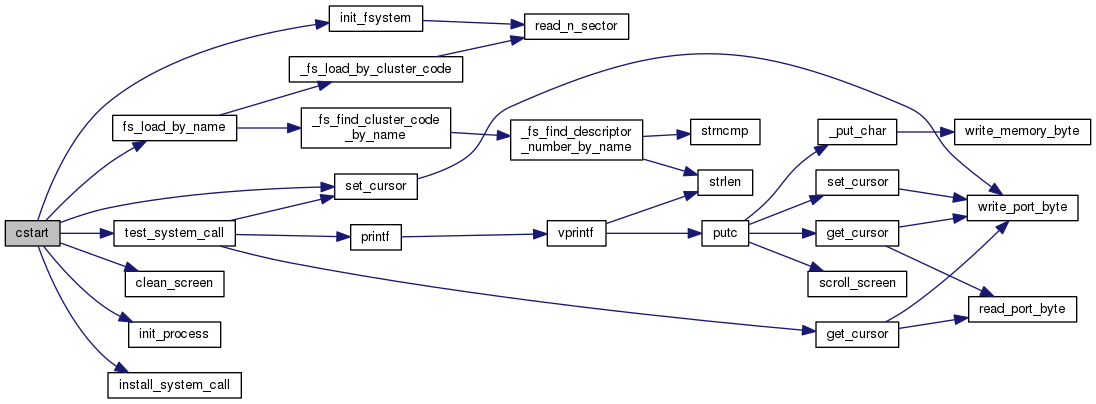 init_fsystem
read_n_sector
_fs_load_by_cluster_code
fs_load_by_name
_fs_find_cluster_code
_by_name
_fs_find_descriptor
_number_by_name
strncmp
_put_char
write_memory_byte
set_cursor
strlen
set_cursor
write_port_byte
cstart
test_system_call
printf
vprintf
putc
get_cursor
clean_screen
scroll_screen
init_process
get_cursor
read_port_byte
install_system_call